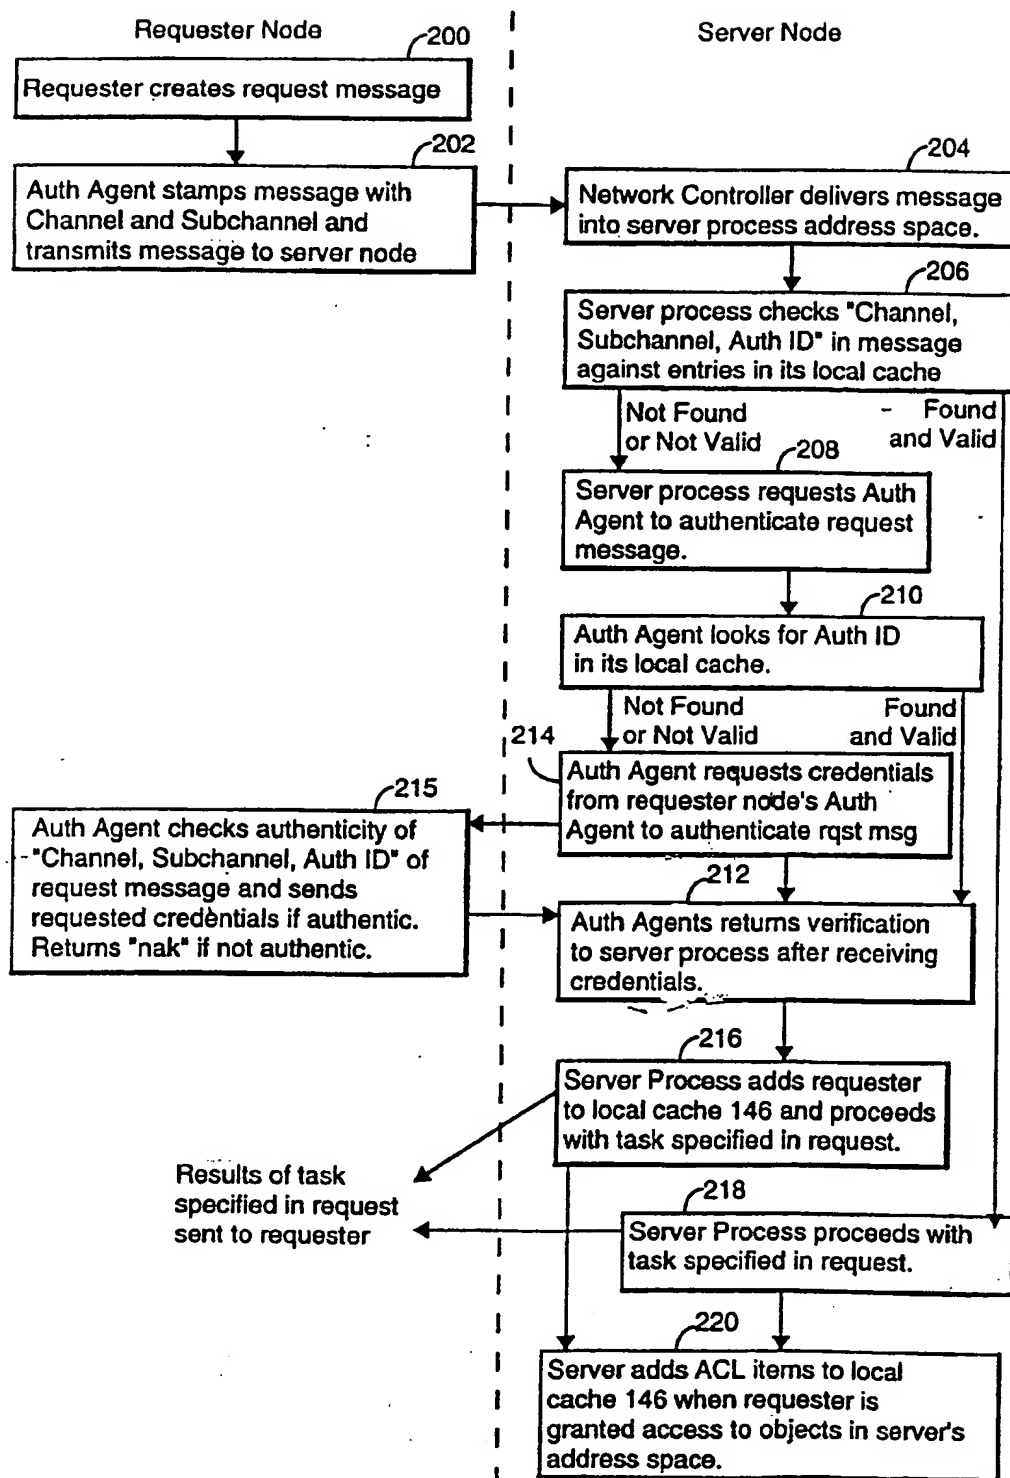 Requester Node
Server Node
200
Requester creates request message
202
Auth Agent stamps message with
Channel and Subchannel and
transmits message to server node
204
Network Controller delivers message
into server process address space.
206
Server process checks "Channel,
Subchannel, Auth ID" in message
against entries in its local cache
Not Found
or Not Valid
Found
and Valid
208
Server process requests Auth
Agent to authenticate request
message.
210
Auth Agent looks for Auth ID
in its local cache.
Not Found
or Not Valid
Found
and Valid
214
Auth Agent requests credentials
from requester node's Auth
Agent to authenticate rqst msg
215
Auth Agent checks authenticity of
"Channel, Subchannel, Auth ID" of
request message and sends
requested credentials if authentic.
Returns "nak" if not authentic.
212
Auth Agents returns verification
to server process after receiving
credentials.
216
Server Process adds requester
to local cache 146 and proceeds
with task specified in request.
Results of task
specified in request
sent to requester
218
Server Process proceeds with
task specified in request.
220
Server adds ACL items to local
cache 146 when requester is
granted access to objects in server's
address space.